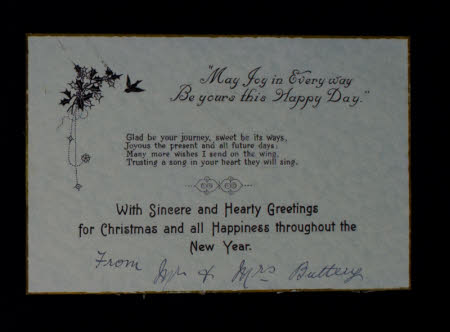 "May Joy in Every way
Be yours this Happy Day."
Glad be your journey, sweet be its ways,
Joyous the present and all future days;
Many more wishes I send on the wing,
Trusting a song in your heart they will sing.
With Sincere and Hearty Greetings
for Christmas and all Happiness throughout the
New Year.
From Mr & Mrs Buttery